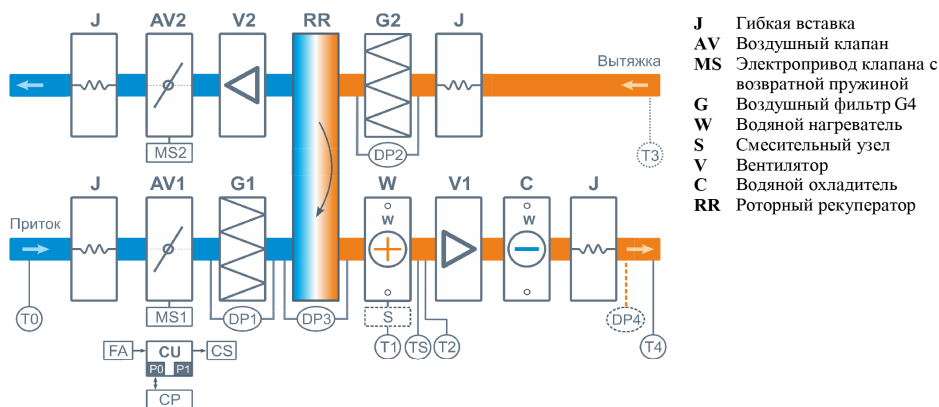 J AV2 V2 RR G2 J
Вытяжка
MS2
DP2
T3
J AV1 G1 W V1 C J
Приток
w
w
T0
MS1
DP1
DP3
S
DP4
T1
TS
T2
T4
FA
CU
CS
P0 P1
CP
J Гибкая вставка
AV Воздушный клапан
MS Электропривод клапана с
возвратной пружиной
G Воздушный фильтр G4
W Водяной нагреватель
S Смесительный узел
V Вентилятор
C Водяной охладитель
RR Роторный рекуператор